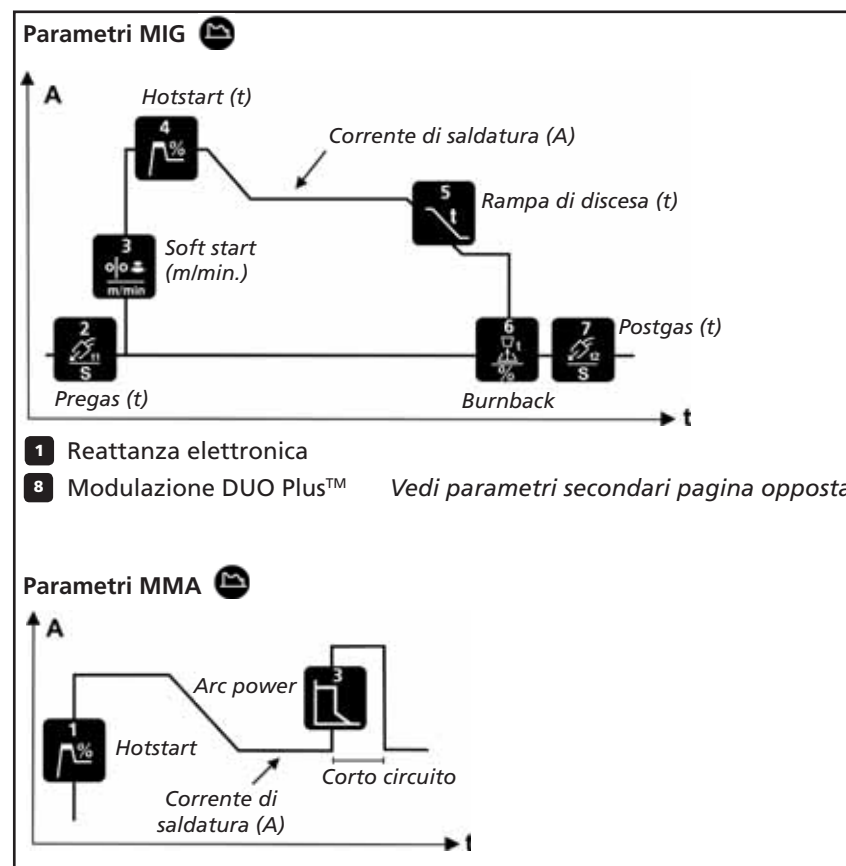 Parametri MIG
A
Hotstart (t)
4
%
Corrente di saldatura (A)
5
t
Rampa di discesa (t)
3
m/min
Soft start
(m/min.)
2
11
S
Pregas (t)
6
t
%
Burnback
7
12
S
Postgas (t)
t
1 Reattanza elettronica
8 Modulazione DUO Plus™ Vedi parametri secondari pagina opposta
Parametri MMA
A
Arc power
3
1
%
Hotstart
Corto circuito
Corrente di
saldatura (A)
t